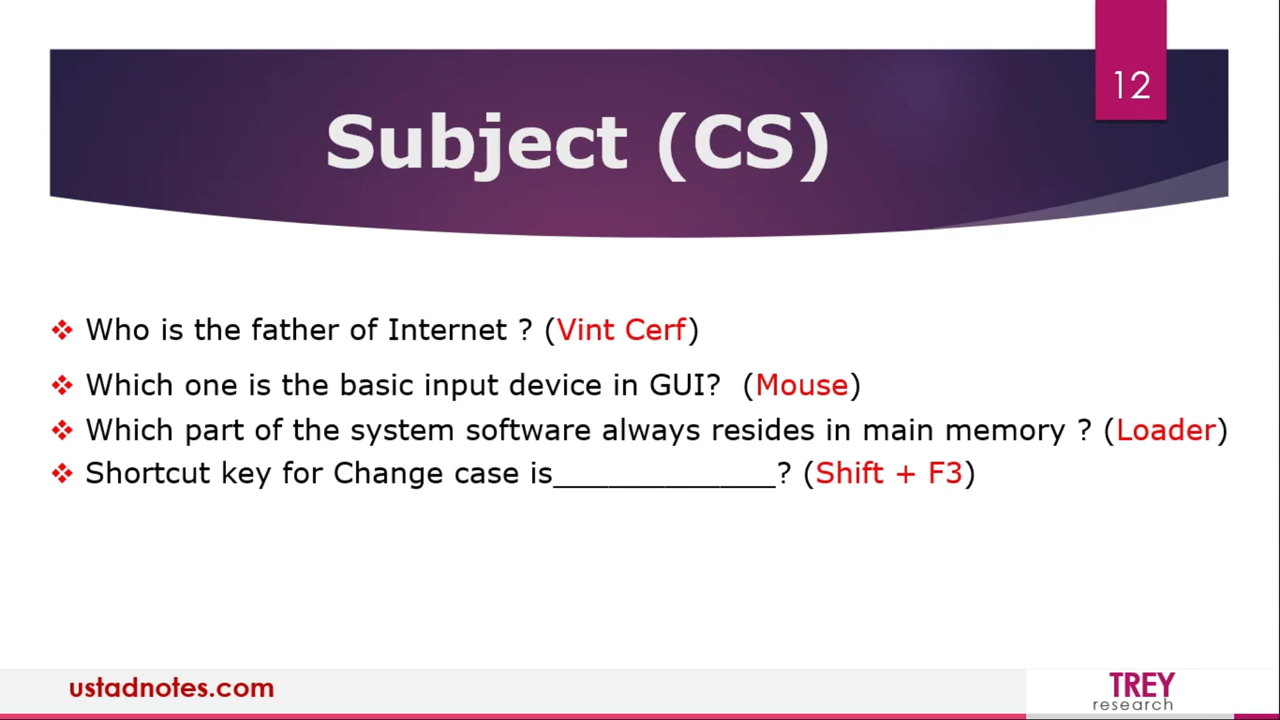 12
Subject (CS)
❖ Who is the father of Internet ? (Vint Cerf)
❖ Which one is the basic input device in GUI?  (Mouse)
❖ Which part of the system software always resides in main memory ? (Loader)
❖ Shortcut key for Change case is____________? (Shift + F3)
ustadnotes.com
TREY
research